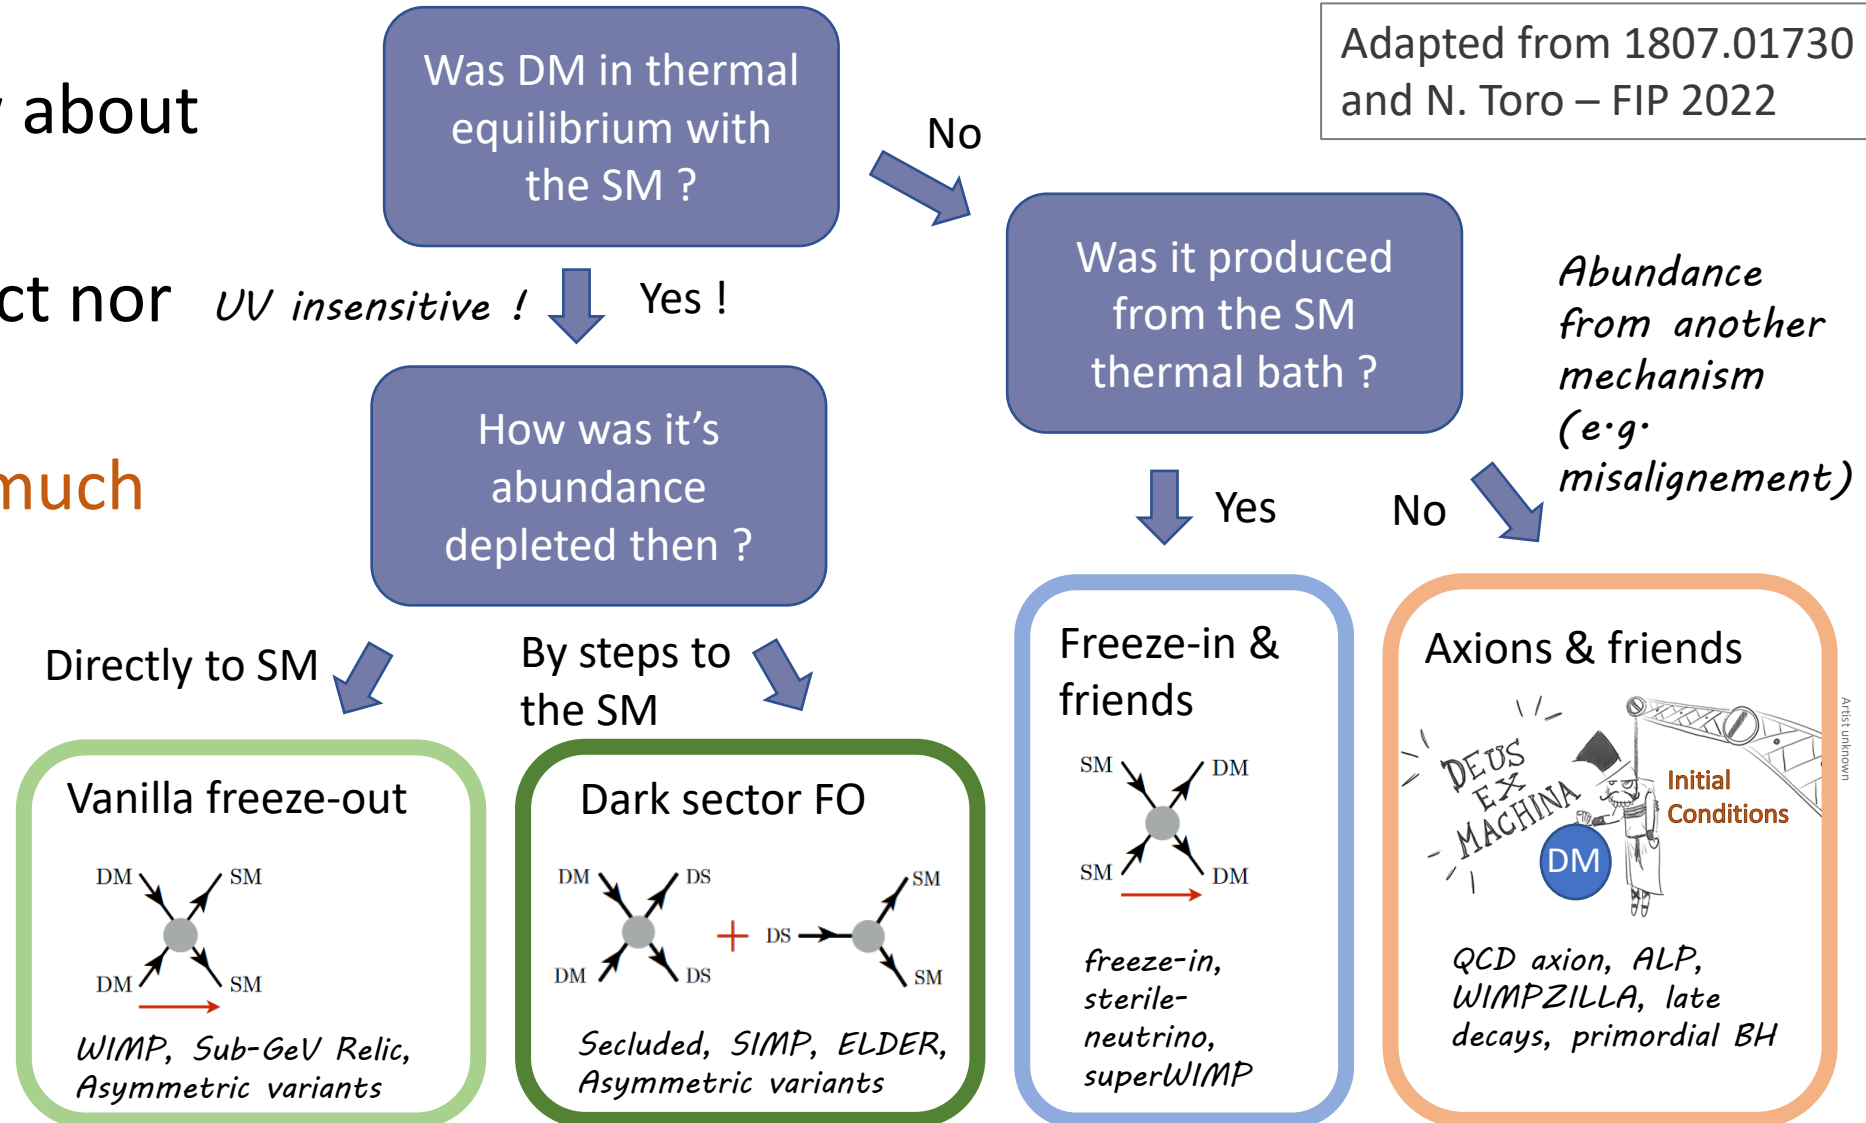 Was DM in thermal
equilibrium with
the SM ?
Adapted from 1807.01730
and N. Toro – FIP 2022
about
No
Was it produced
from the SM
thermal bath ?
Abundance
from another
mechanism
(e.g.
misalignement)
ct nor
UV insensitive !
Yes !
How was it's
abundance
depleted then ?
much
Yes
No
Directly to SM
By steps to
the SM
Vanilla freeze-out
DM
SM
DM
SM
WIMP, Sub-GeV Relic,
Asymmetric variants
Dark sector FO
DM
DS
DM
DS
+
DS
SM
SM
Secluded, SIMP, ELDER,
Asymmetric variants
Freeze-in &
friends
SM
DM
SM
DM
freeze-in,
sterile-
neutrino,
superWIMP
Axions & friends
DEUS
EX
MACHINA
Initial
Conditions
DM
Artist unknown
QCD axion, ALP,
WIMPZILLA, late
decays, primordial BH